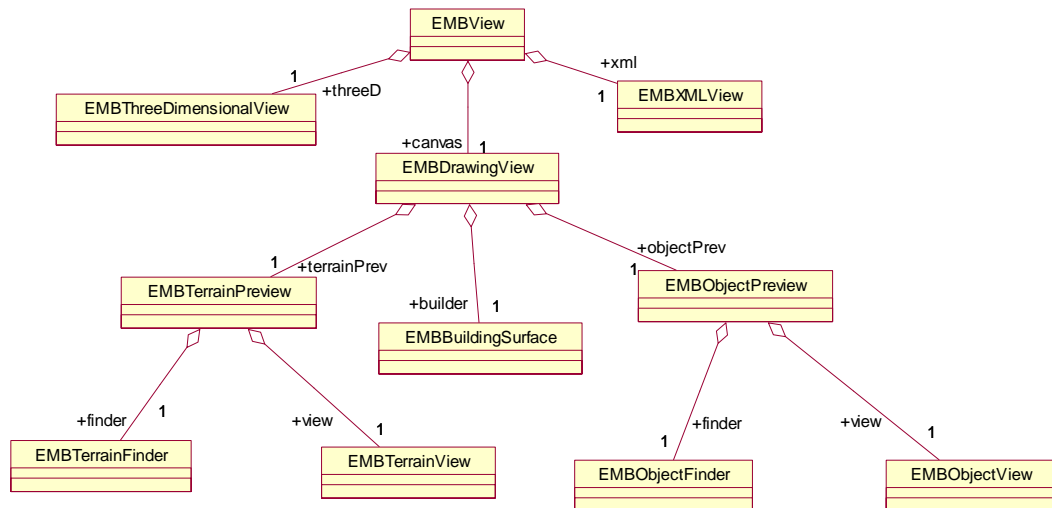 EMBView
1
+threeD
+xml
1
EMBThreeDimensionalView
EMBXMLView
+canvas
1
EMBDrawingView
1
+terrainPrev
+objectPrev
1
EMBTerrainPreview
EMBObjectPreview
+builder
1
EMBBuildingSurface
1
+finder
+view
1
+finder
1
+view
1
EMBTerrainFinder
EMBTerrainView
EMBObjectFinder
EMBObjectView